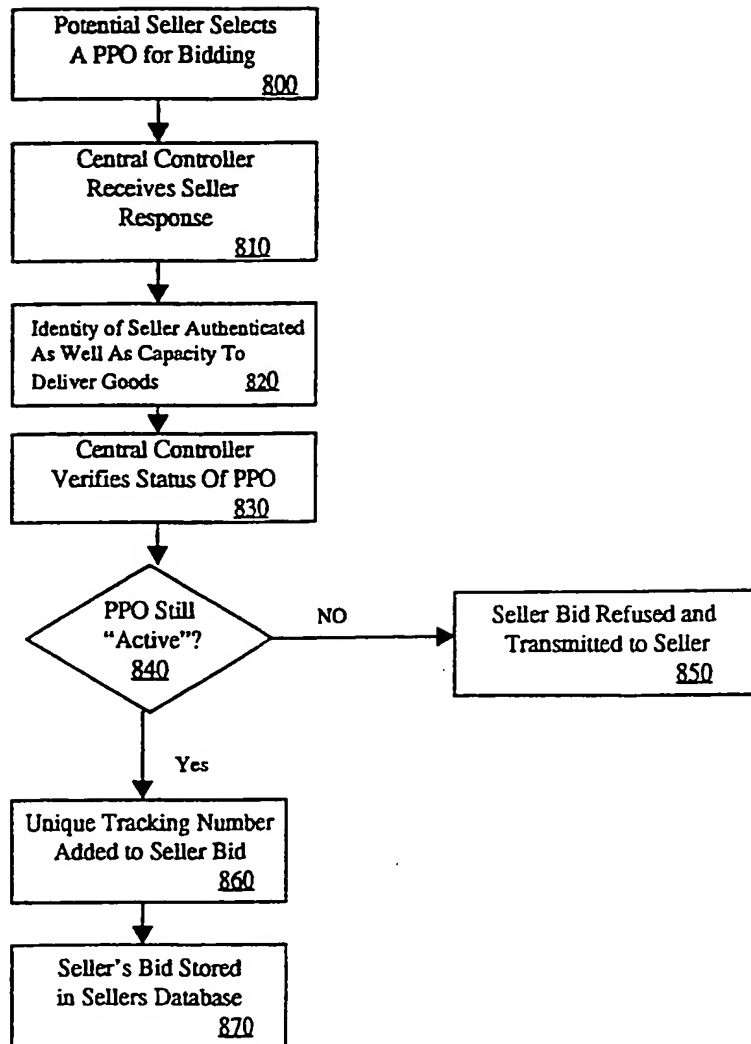 Potential Seller Selects
A PPO for Bidding
800
Central Controller
Receives Seller
Response
810
Identity of Seller Authenticated
As Well As Capacity To
Deliver Goods 820
Central Controller
Verifies Status Of PPO
830
PPO Still
"Active"?
840
NO
Seller Bid Refused and
Transmitted to Seller
850
Yes
Unique Tracking Number
Added to Seller Bid
860
Seller's Bid Stored
in Sellers Database
870